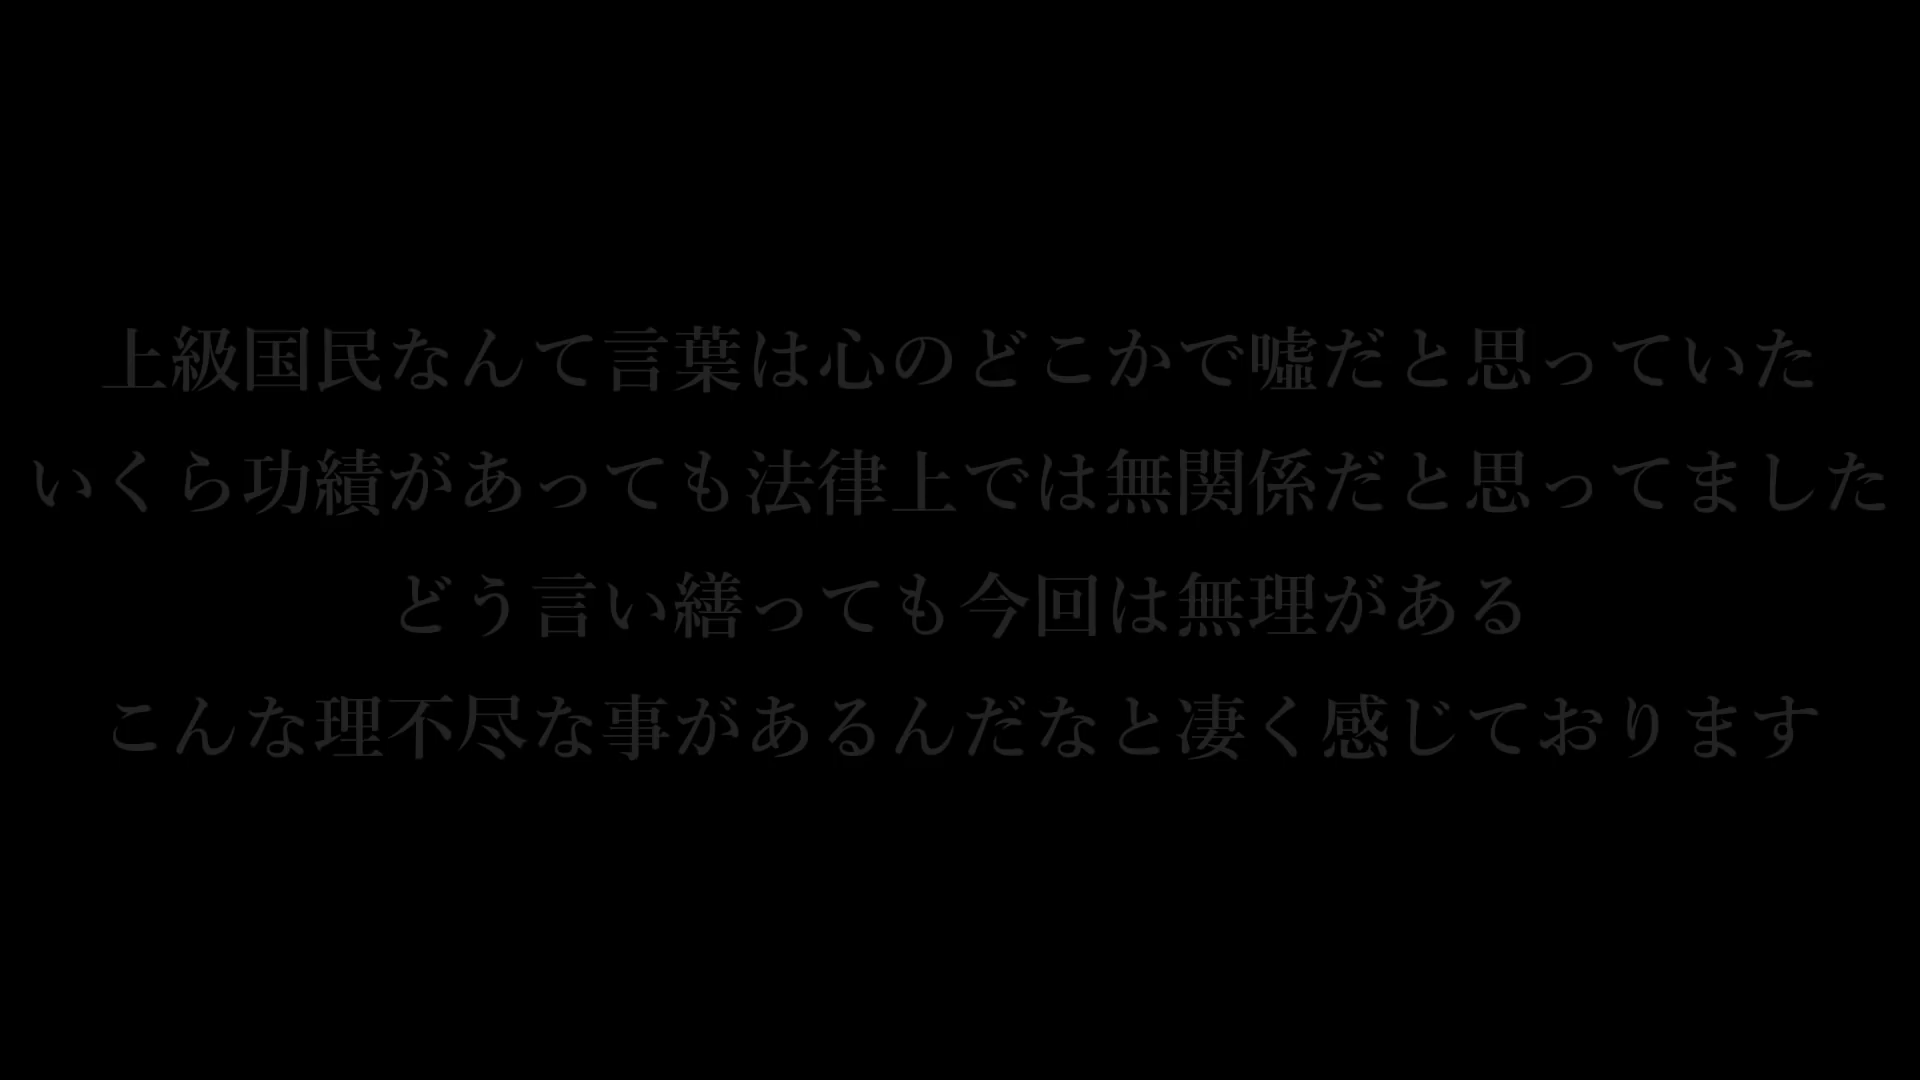 上級国民なんて言葉は心のどこかで嘘だと思っていた
いくら功績があっても法律上では無関係だと思ってました
どう言い繕っても今回は無理がある
こんな理不尽な事があるんだなと凄く感じております